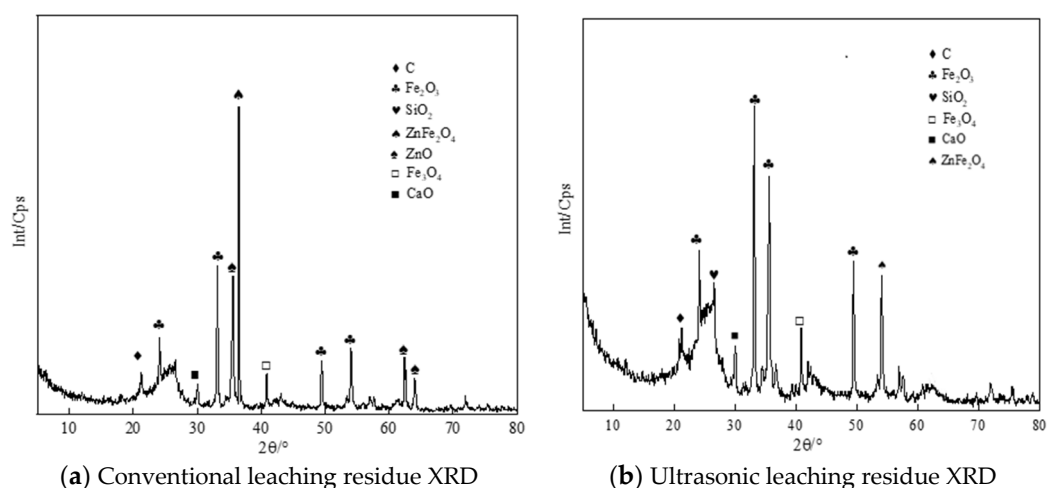 C
Fe₂O₃
SiO₂
ZnFe₂O₄
ZnO
Fe₃O₄
CaO
Int/Cps
10 20 30 40 50 60 70 80
2θ/°
(a) Conventional leaching residue XRD
C
Fe₂O₃
SiO₂
Fe₃O₄
CaO
ZnFe₂O₄
Int/Cps
10 20 30 40 50 60 70 80
2θ/°
(b) Ultrasonic leaching residue XRD